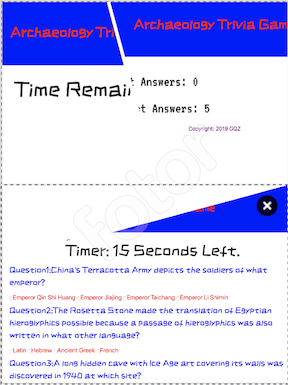 Archaeology Tri
Archaeology Trivia Gam
Answers: 0
Time Remai
t Answers: 5
Copyright: 2019 GQZ
fotor
Timer: 15 Seconds Left.
Question1:China's Terracotta Army depicts the soldiers of what
emperor?
Emperor Qin Shi Huang Emperor Jiajing Emperor Taichang Emperor Li Shimin
Question2:The Rosetta Stone made the translation of Egyptian
hieroglyphics possible because a passage of hieroglyphics was also
written in what other language?
Latin Hebrew Ancient Greek French
Question3:A long hidden cave with Ice Age art covering its walls was
discovered in 1940 at which site?